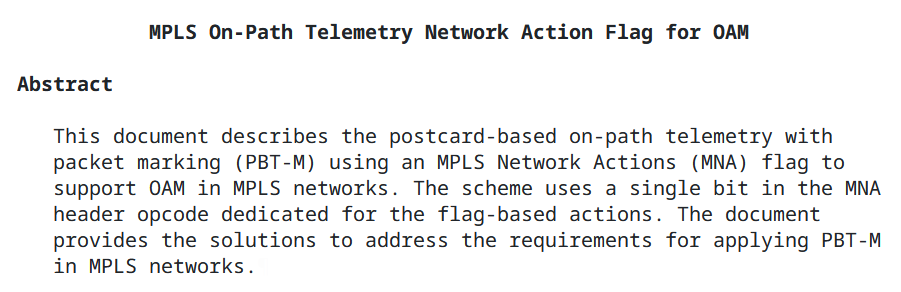 MPLS On-Path Telemetry Network Action Flag for OAM
Abstract
This document describes the postcard-based on-path telemetry with
packet marking (PBT-M) using an MPLS Network Actions (MNA) flag to
support OAM in MPLS networks. The scheme uses a single bit in the MNA
header opcode dedicated for the flag-based actions. The document
provides the solutions to address the requirements for applying PBT-M
in MPLS networks.